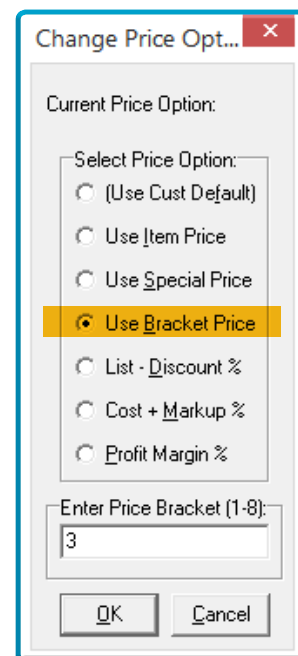 Change Price Opt...
Current Price Option:
Select Price Option:
(Use Cust Default)
Use Item Price
Use Special Price
Use Bracket Price
List - Discount %
Cost + Markup %
Profit Margin %
Enter Price Bracket (1-8):
3
OK Cancel